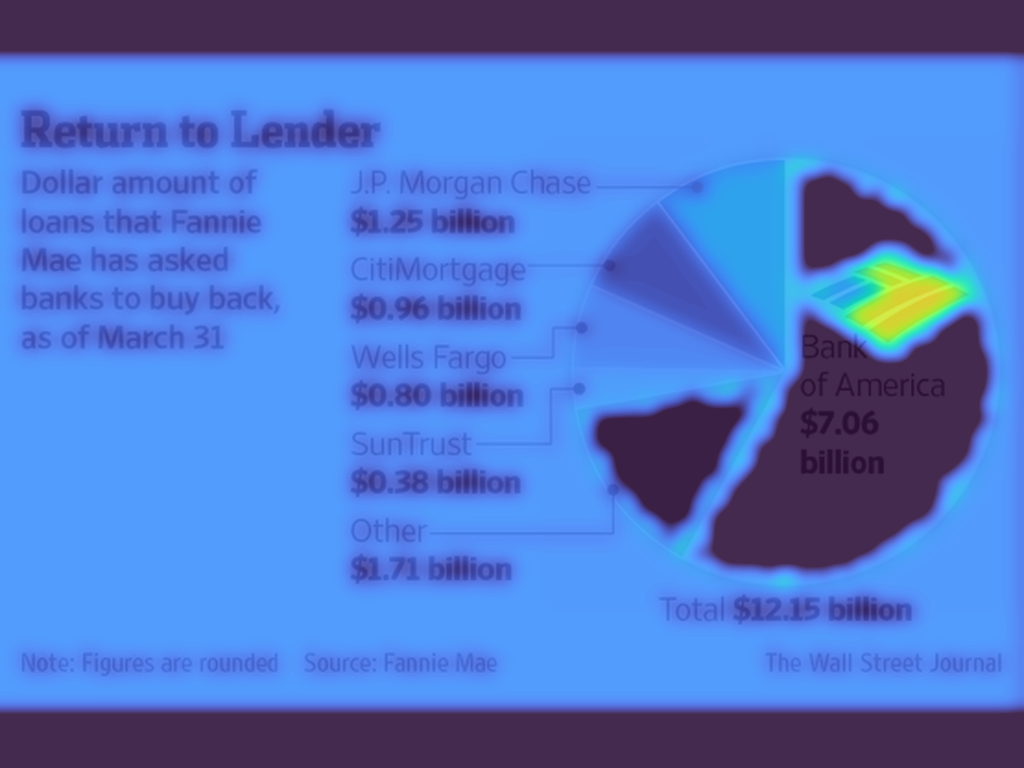 Return to Lender
Dollar amount of
loans that Fannie
Mae has asked
banks to buy back,
as of March 31
J.P. Morgan Chase
$1.25 billion
CitiMortgage
$0.96 billion
Wells Fargo
$0.80 billion
SunTrust
$0.38 billion
Other
$1.71 billion
Bank
of America
$7.06
billion
Total $12.15 billion
Note: Figures are rounded Source: Fannie Mae
The Wall Street Journal